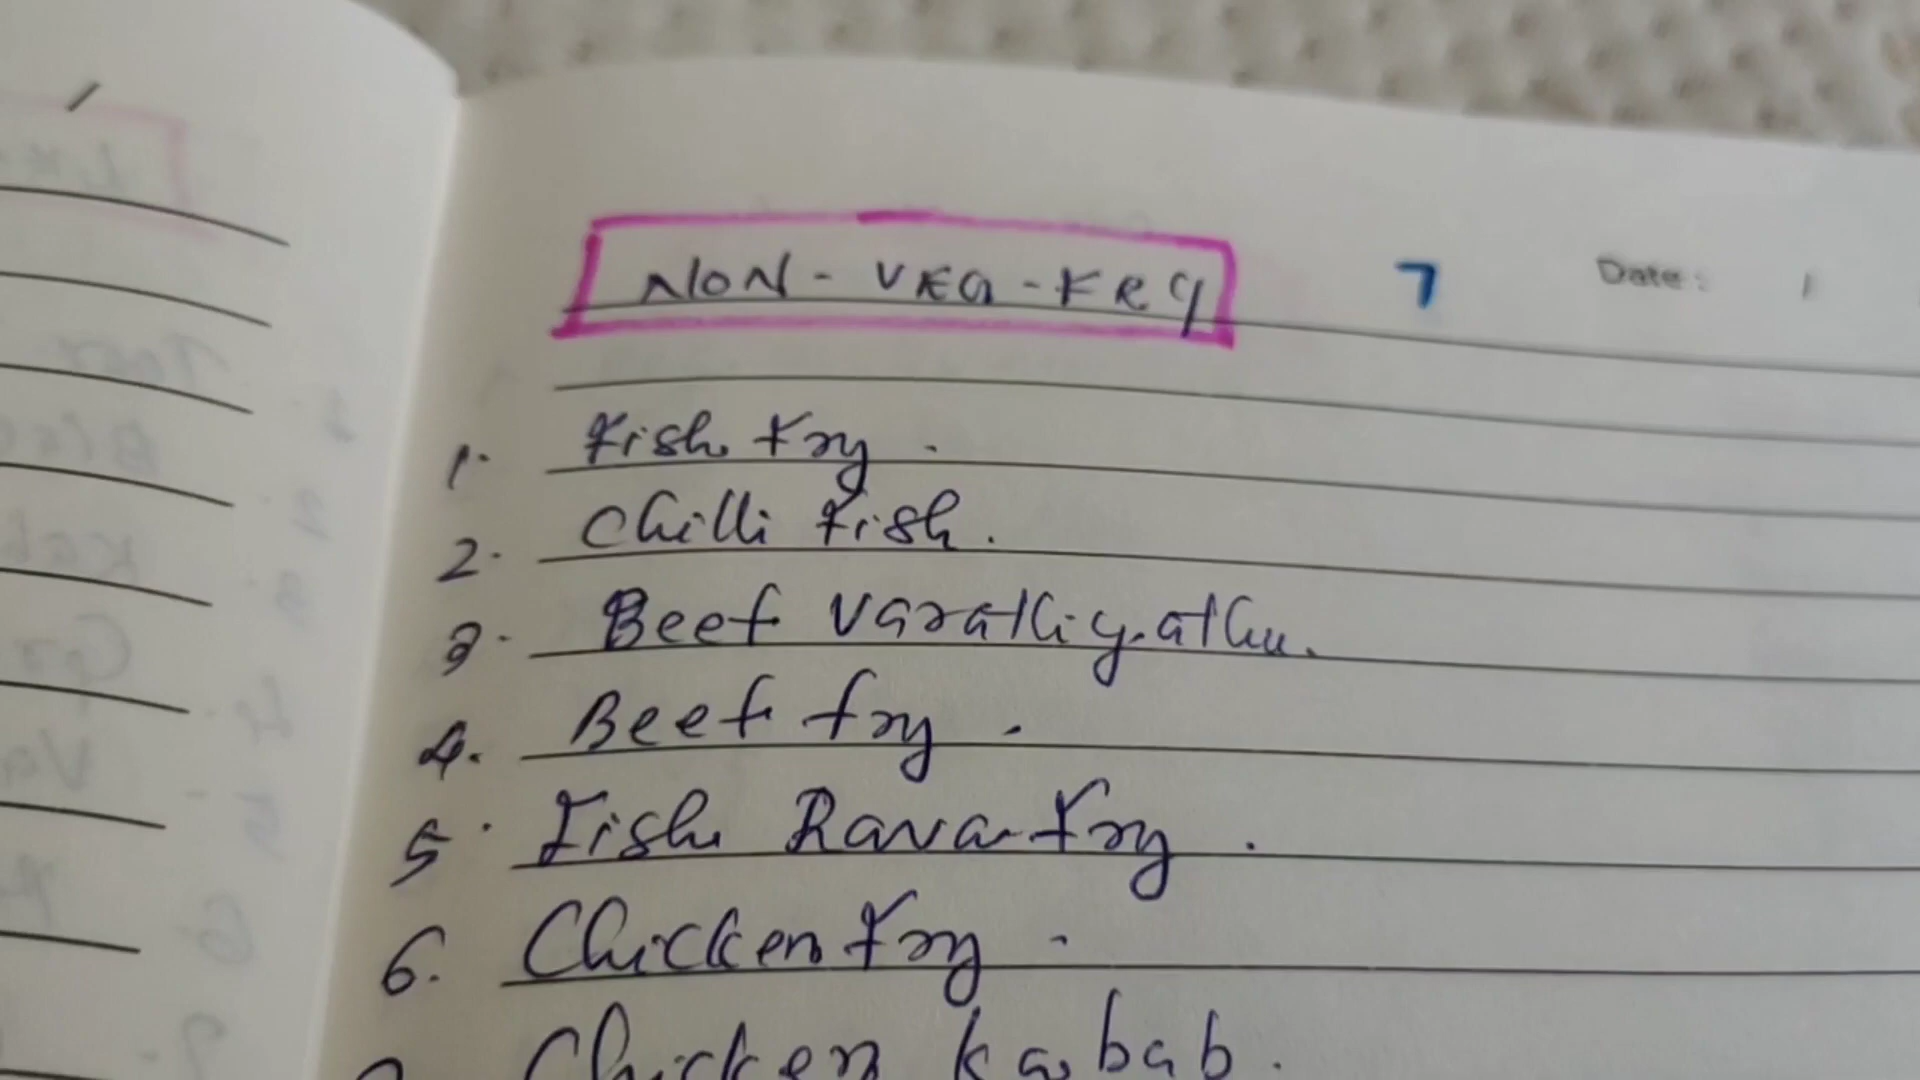 NON-VEG-FRY
7
Date:
1. Fish Fry.
2. Chilli Fish.
3. Beef Varathiyathu.
4. Beef fry.
5. Fish Rava Fry.
6. Chicken Fry.
Chicken kabab.